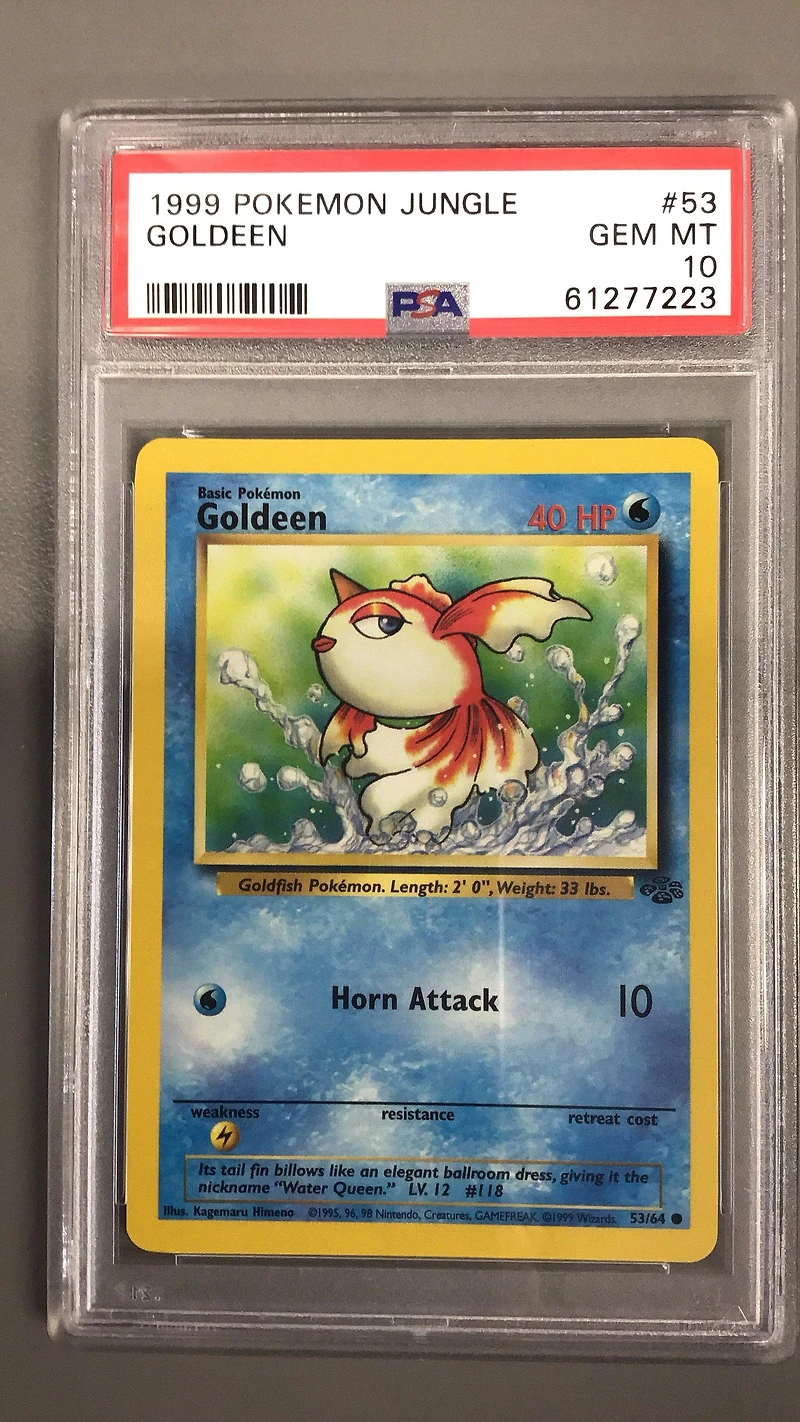 1999 POKEMON JUNGLE #53
GOLDEEN GEM MT
10
PSA 61277223
Basic Pokémon
Goldeen 40 HP
Goldfish Pokémon. Length: 2' 0", Weight: 33 lbs.
Horn Attack 10
weakness resistance retreat cost
Its tail fin billows like an elegant ballroom dress, giving it the
nickname “Water Queen.” LV. 12 #118
Illus. Kagemaru Himeno ©1995, 96, 98 Nintendo, Creatures, GAMEFREAK. ©1999 Wizards. 53/64